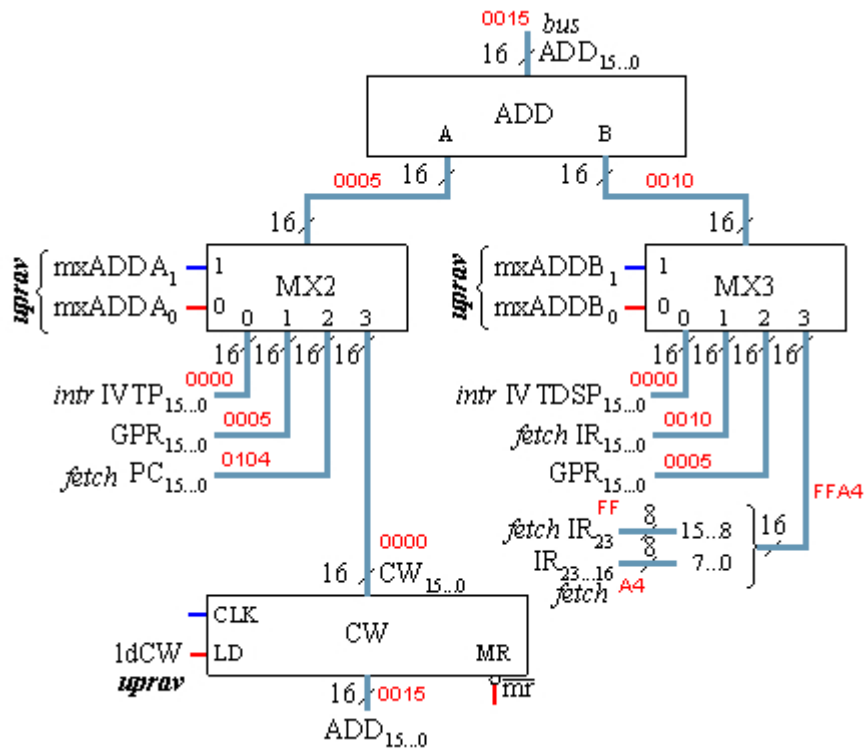 0015
bus
16 ADD15...0
ADD
A B
16 0005 16 0010
16 16
uprav mxADDA1 1 MX2
mxADDA0 0 0 1 2 3
uprav mxADDB1 1 MX3
mxADDB0 0 0 1 2 3
16 16 16 16 16 16 16 16
intr IVTP15...0 0000
GPR15...0 0005
fetch PC15...0 0104
intr IVTDSP15...0 0000
fetch IR15...0 0010
GPR15...0 0005
FFA4
FF
fetch IR23 8 15..8 16
IR23...16 8 7..0
fetch A4
0000
16 CW15...0
CLK CW
ldCW LD MR
uprav mr
16 0015
ADD15...0